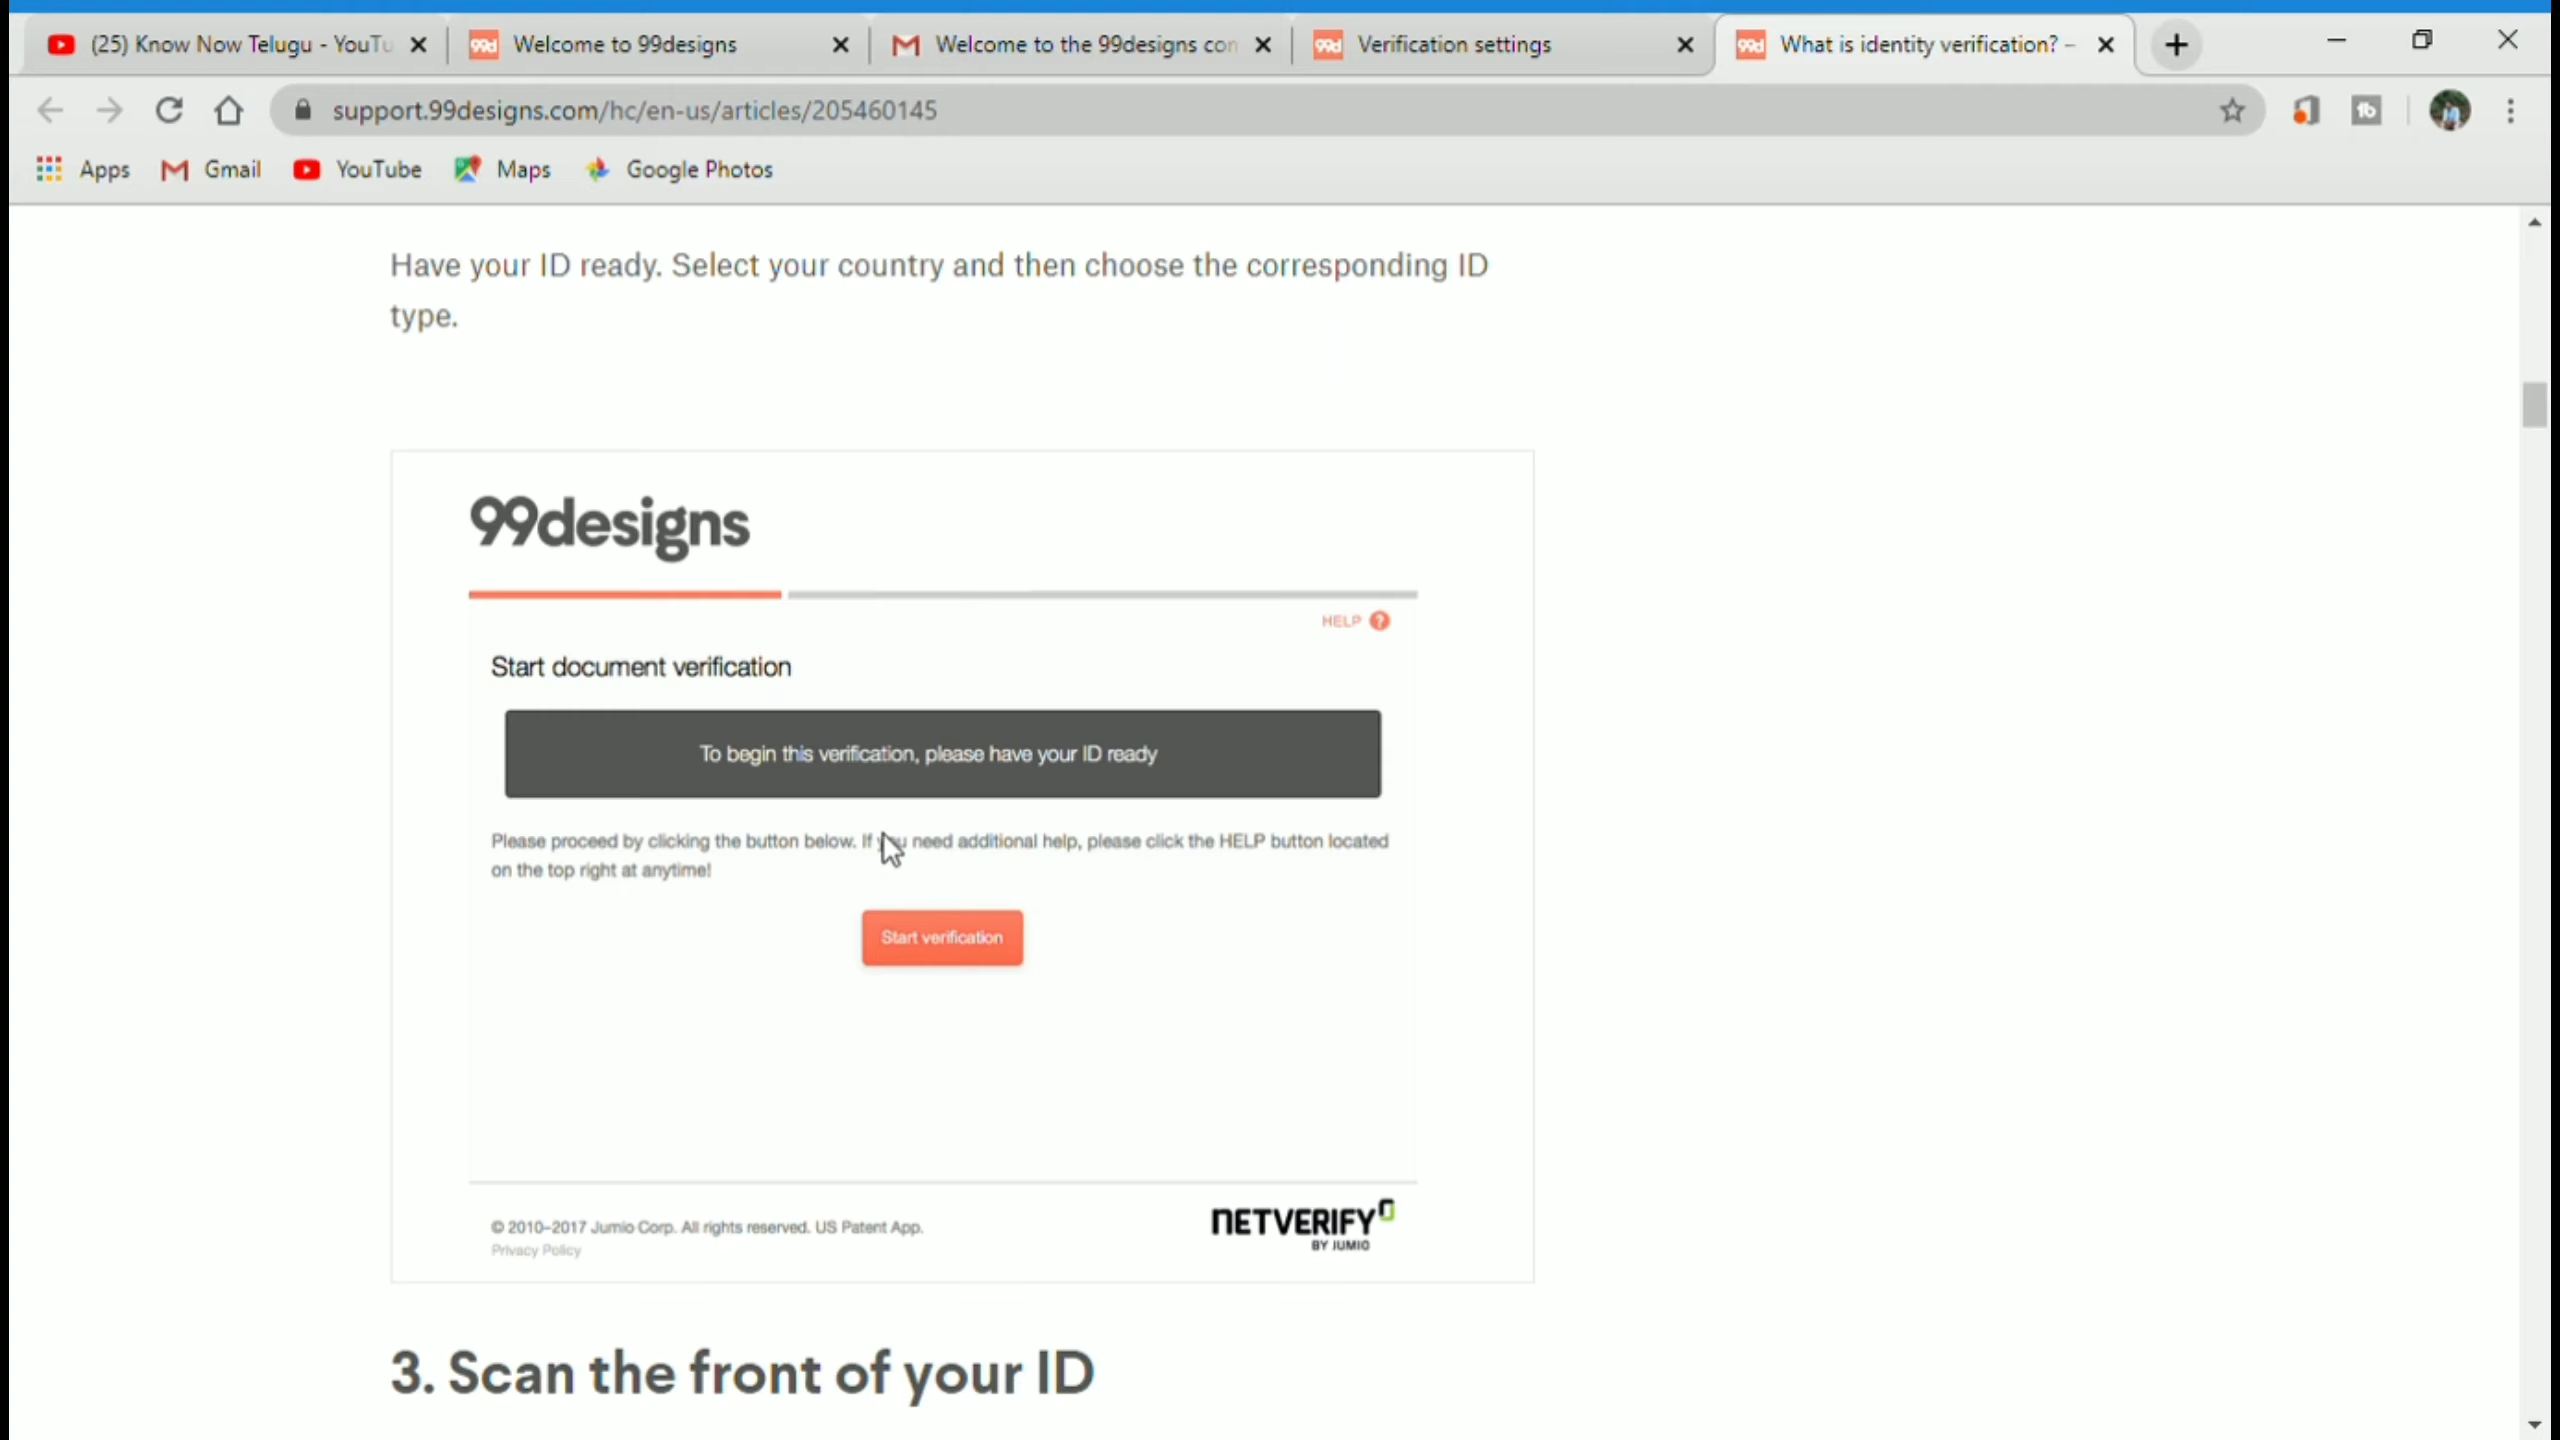 (25) Know Now Telugu - YouTu
Welcome to 99designs
Welcome to the 99designs con
Verification settings
What is identity verification? –
support.99designs.com/hc/en-us/articles/205460145
Apps
Gmail
YouTube
Maps
Google Photos
Have your ID ready. Select your country and then choose the corresponding ID
type.
99designs
HELP ?
Start document verification
To begin this verification, please have your ID ready
Please proceed by clicking the button below. If you need additional help, please click the HELP button located
on the top right at anytime!
Start verification
© 2010–2017 Jumio Corp. All rights reserved. US Patent App.
Privacy Policy
NETVERIFY
BY JUMIO
3. Scan the front of your ID